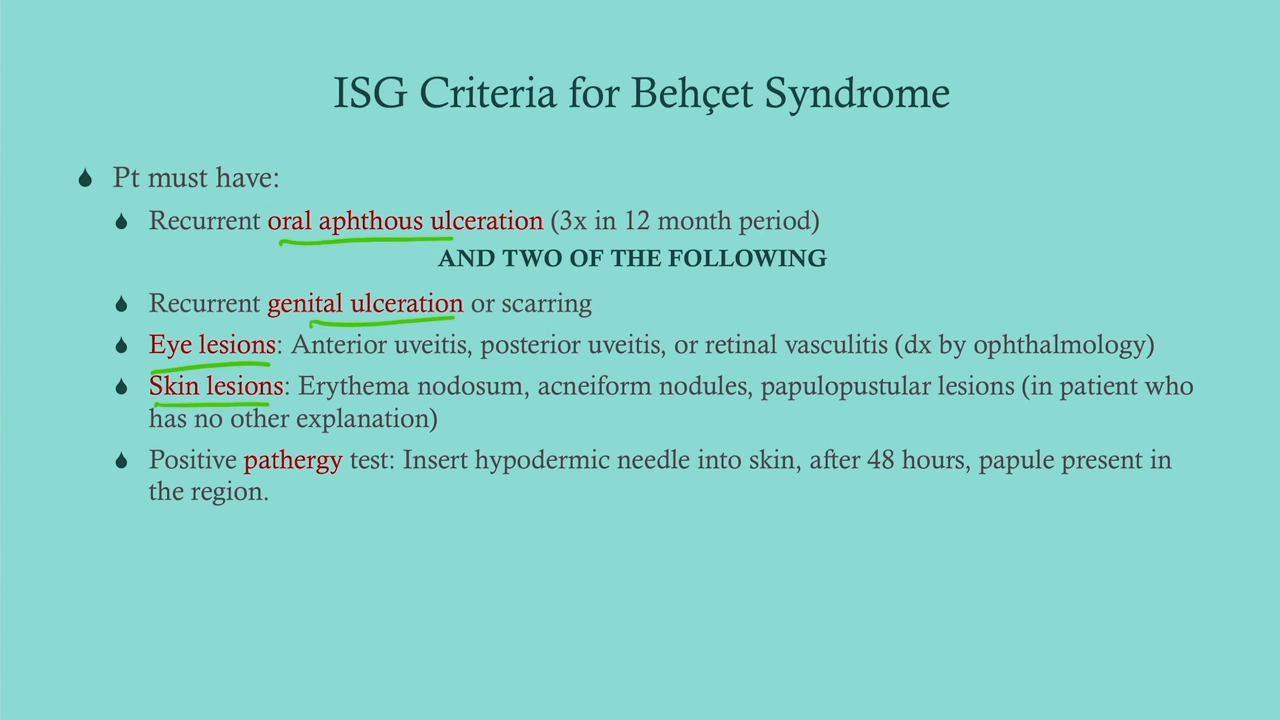 ISG Criteria for Behçet Syndrome
Pt must have:
Recurrent oral aphthous ulceration (3x in 12 month period)
AND TWO OF THE FOLLOWING
Recurrent genital ulceration or scarring
Eye lesions: Anterior uveitis, posterior uveitis, or retinal vasculitis (dx by ophthalmology)
Skin lesions: Erythema nodosum, acneiform nodules, papulopustular lesions (in patient who
has no other explanation)
Positive pathergy test: Insert hypodermic needle into skin, after 48 hours, papule present in
the region.